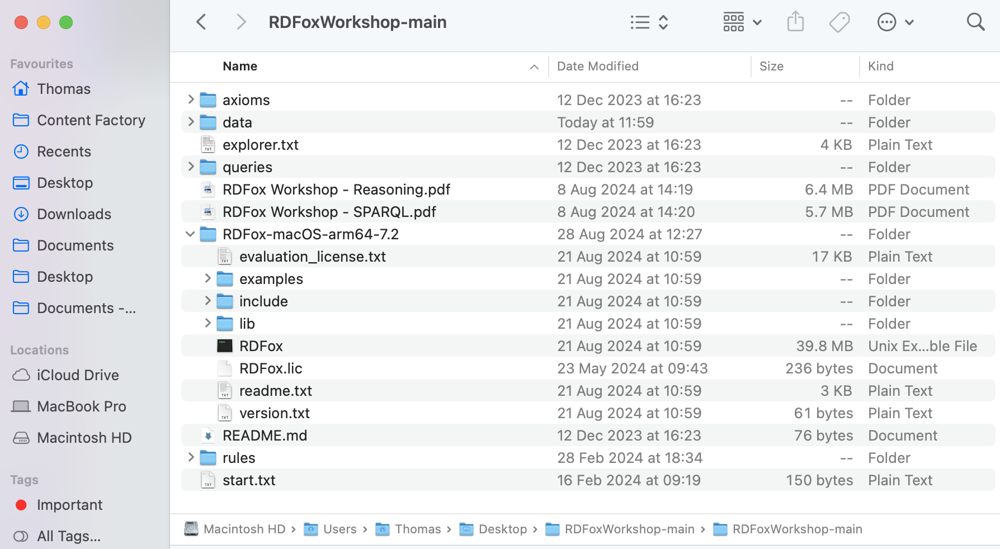 RDFoxWorkshop-main
Favourites
Thomas
Content Factory
Recents
Desktop
Downloads
Documents
Desktop
Documents -...
Locations
iCloud Drive
MacBook Pro
Macintosh HD
Tags
Important
All Tags...
Name Date Modified Size Kind
axioms 12 Dec 2023 at 16:23 -- Folder
data Today at 11:59 -- Folder
explorer.txt 12 Dec 2023 at 16:23 4 KB Plain Text
queries 12 Dec 2023 at 16:23 -- Folder
RDFox Workshop - Reasoning.pdf 8 Aug 2024 at 14:19 6.4 MB PDF Document
RDFox Workshop - SPARQL.pdf 8 Aug 2024 at 14:20 5.7 MB PDF Document
RDFox-macOS-arm64-7.2 28 Aug 2024 at 12:27 -- Folder
evaluation_license.txt 21 Aug 2024 at 10:59 17 KB Plain Text
examples 21 Aug 2024 at 10:59 -- Folder
include 21 Aug 2024 at 10:59 -- Folder
lib 21 Aug 2024 at 10:59 -- Folder
RDFox 21 Aug 2024 at 10:59 39.8 MB Unix Ex...ble File
RDFox.lic 23 May 2024 at 09:43 236 bytes Document
readme.txt 21 Aug 2024 at 10:59 3 KB Plain Text
version.txt 21 Aug 2024 at 10:59 61 bytes Plain Text
README.md 12 Dec 2023 at 16:23 76 bytes Document
rules 28 Feb 2024 at 18:34 -- Folder
start.txt 16 Feb 2024 at 09:19 150 bytes Plain Text
Macintosh HD › Users › Thomas › Desktop › RDFoxWorkshop-main › RDFoxWorkshop-main